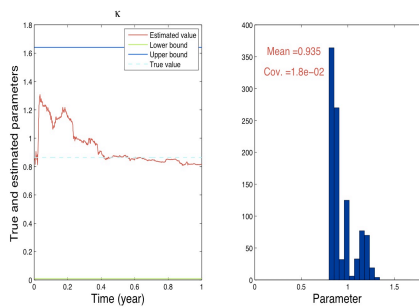 κ
True and estimated parameters
1.8
1.6
1.4
1.2
1
0.8
0.6
0.4
0.2
0
0 0.2 0.4 0.6 0.8 1
Time (year)
Estimated value
Lower bound
Upper bound
True value
400
350
300
250
200
150
100
50
0
0 0.5 1 1.5
Parameter
Mean =0.935
Cov. =1.8e−02